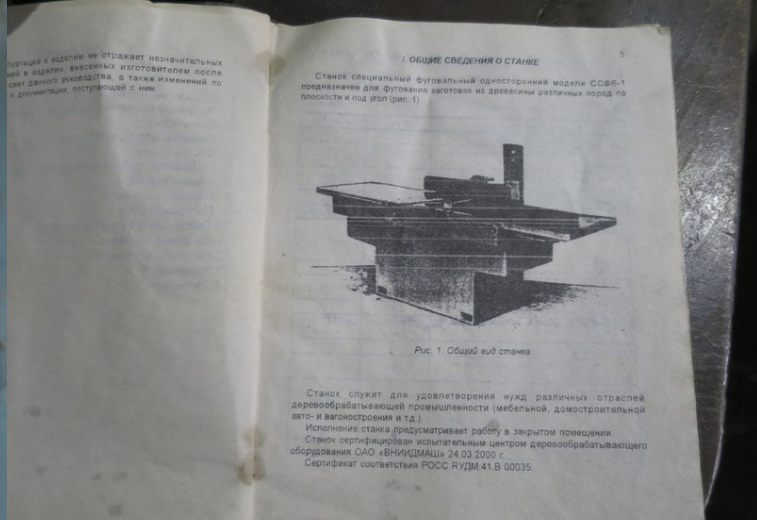 луатации к изделию не отражает незначительных
ний в изделии, внесенных изготовителем после
свет данного руководства, а также изменений по
и документации, поступающей с ним
5
I. ОБЩИЕ СВЕДЕНИЯ О СТАНКЕ
Станок специальный фуговальный односторонний модели ССФ6-1
предназначен для фугования заготовок из древесины различных пород по
плоскости и под угол (рис. 1)
Рис. 1. Общий вид станка
Станок служит для удовлетворения нужд различных отраслей
деревообрабатывающей промышленности (мебельной, домостроительной
авто- и вагоностроения и т.д.)
Исполнение станка предусматривает работу в закрытом помещении.
Станок сертифицирован испытательным центром деревообрабатывающего
оборудования ОАО «ВНИИДМАШ» 24.03.2000 г.
Сертификат соответствия РОСС RУДМ.41.В 00035